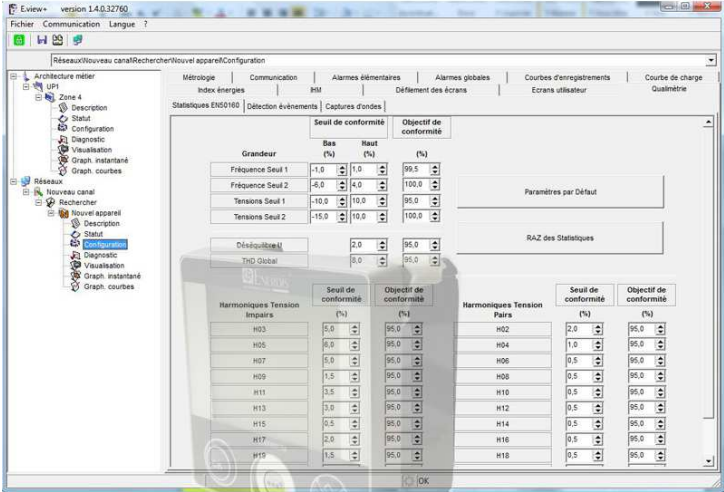 E.view+ version 1.4.0.32760
Fichier Communication Langue ?
Réseaux\Nouveau canal\Rechercher\Nouvel appareil\Configuration
Architecture métier
UP1
Zone 4
Description
Statut
Configuration
Diagnostic
Visualisation
Graph. instantané
Graph. courbes
Réseaux
Nouveau canal
Rechercher
Nouvel appareil
Description
Statut
Configuration
Diagnostic
Visualisation
Graph. instantané
Graph. courbes
Métrologie Communication Alarmes élémentaires Alarmes globales Courbes d'enregistrements Courbe de charge
Index énergies IHM Défilement des écrans Ecrans utilisateur Qualimétrie
Statistiques EN50160 Détection évènements Captures d'ondes
Seuil de conformité Objectif de conformité
Bas Haut
Grandeur (%) (%) (%)
Fréquence Seuil 1 -1,0 1,0 99,5
Fréquence Seuil 2 -6,0 4,0 100,0
Tensions Seuil 1 -10,0 10,0 95,0
Tensions Seuil 2 -15,0 10,0 100,0
Déséquilibre U 2,0 95,0
THD Global 8,0 95,0
Paramètres par Défaut
RAZ des Statistiques
ENERDIS
Seuil de conformité Objectif de conformité
Harmoniques Tension Impairs (%) (%)
H03 5,0 95,0
H05 6,0 95,0
H07 5,0 95,0
H09 1,5 95,0
H11 3,5 95,0
H13 3,0 95,0
H15 0,5 95,0
H17 2,0 95,0
H19 1,5 95,0
Seuil de conformité Objectif de conformité
Harmoniques Tension Pairs (%) (%)
H02 2,0 95,0
H04 1,0 95,0
H06 0,5 95,0
H08 0,5 95,0
H10 0,5 95,0
H12 0,5 95,0
H14 0,5 95,0
H16 0,5 95,0
H18 0,5 95,0
OK